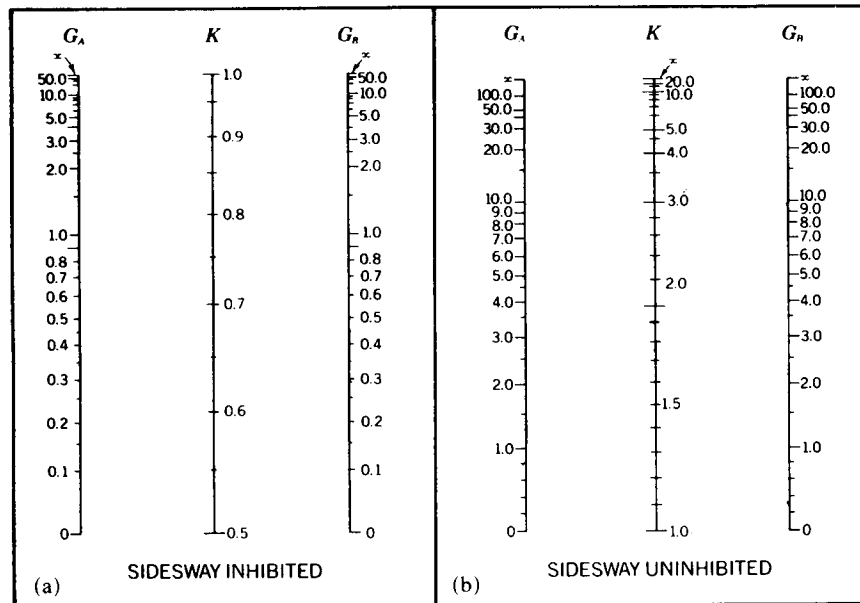 G_A K G_B
∞ ∞
50.0 1.0 50.0
10.0 10.0
5.0 0.9 5.0
3.0 3.0
2.0 2.0
0.8
1.0 1.0
0.8 0.8
0.7 0.7 0.7
0.6 0.6
0.5 0.5
0.4 0.4
0.3 0.3
0.6
0.2 0.2
0.1 0.1
0 0.5 0
(a) SIDESWAY INHIBITED
G_A K G_B
∞ ∞ ∞
20.0
100.0 10.0 100.0
50.0 50.0
30.0 5.0 30.0
20.0 4.0 20.0
10.0 3.0 10.0
9.0 9.0
8.0 8.0
7.0 7.0
6.0 6.0
5.0 2.0 5.0
4.0 4.0
3.0 3.0
2.0 2.0
1.5
1.0 1.0
0 1.0 0
(b) SIDESWAY UNINHIBITED